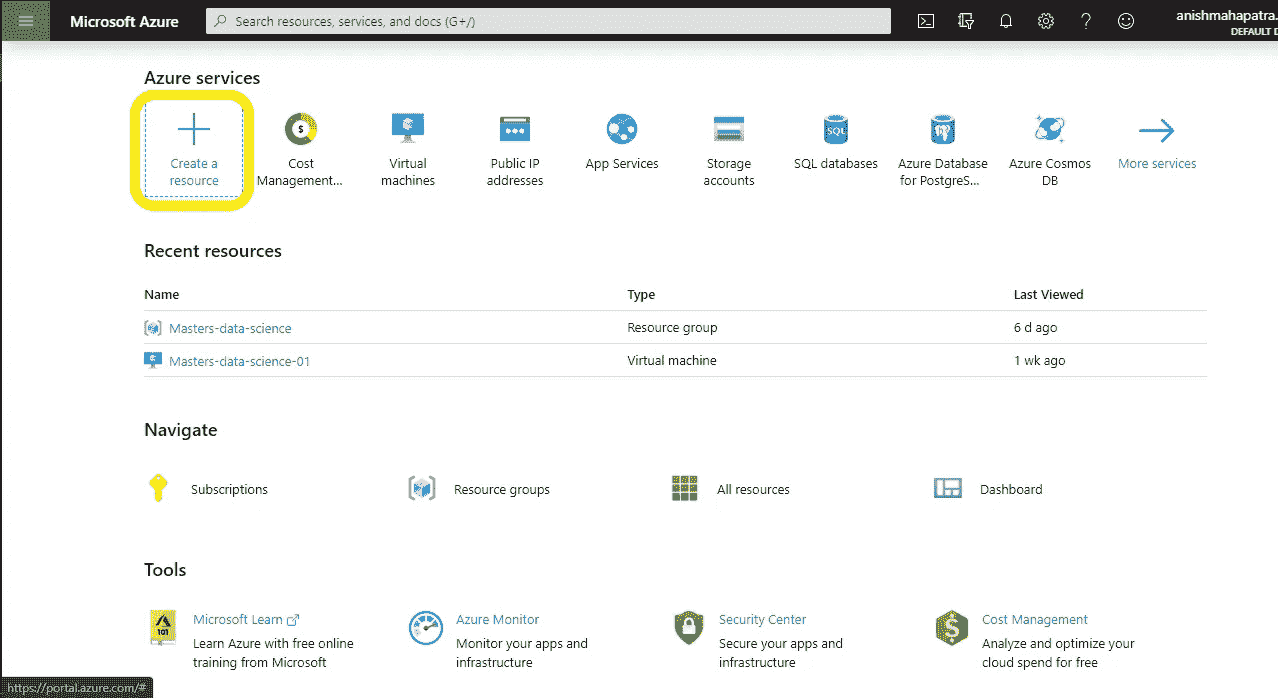 Microsoft Azure
Search resources, services, and docs (G+/)
anishmahapatra.
DEFAULT D
Azure services
Create a
resource
Cost
Management...
Virtual
machines
Public IP
addresses
App Services
Storage
accounts
SQL
SQL databases
Azure Database
for PostgreS...
Azure Cosmos
DB
More services
Recent resources
Name Type Last Viewed
Masters-data-science Resource group 6 d ago
Masters-data-science-01 Virtual machine 1 wk ago
Navigate
Subscriptions
Resource groups
All resources
Dashboard
Tools
101
Microsoft Learn
Learn Azure with free online
training from Microsoft
Azure Monitor
Monitor your apps and
infrastructure
Security Center
Secure your apps and
infrastructure
Cost Management
Analyze and optimize your
cloud spend for free
https://portal.azure.com/#